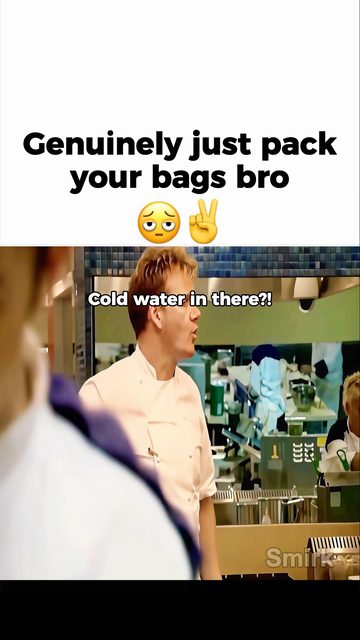 Genuinely just pack
your bags bro
🥺✌️
Cold water in there?!
Smirk